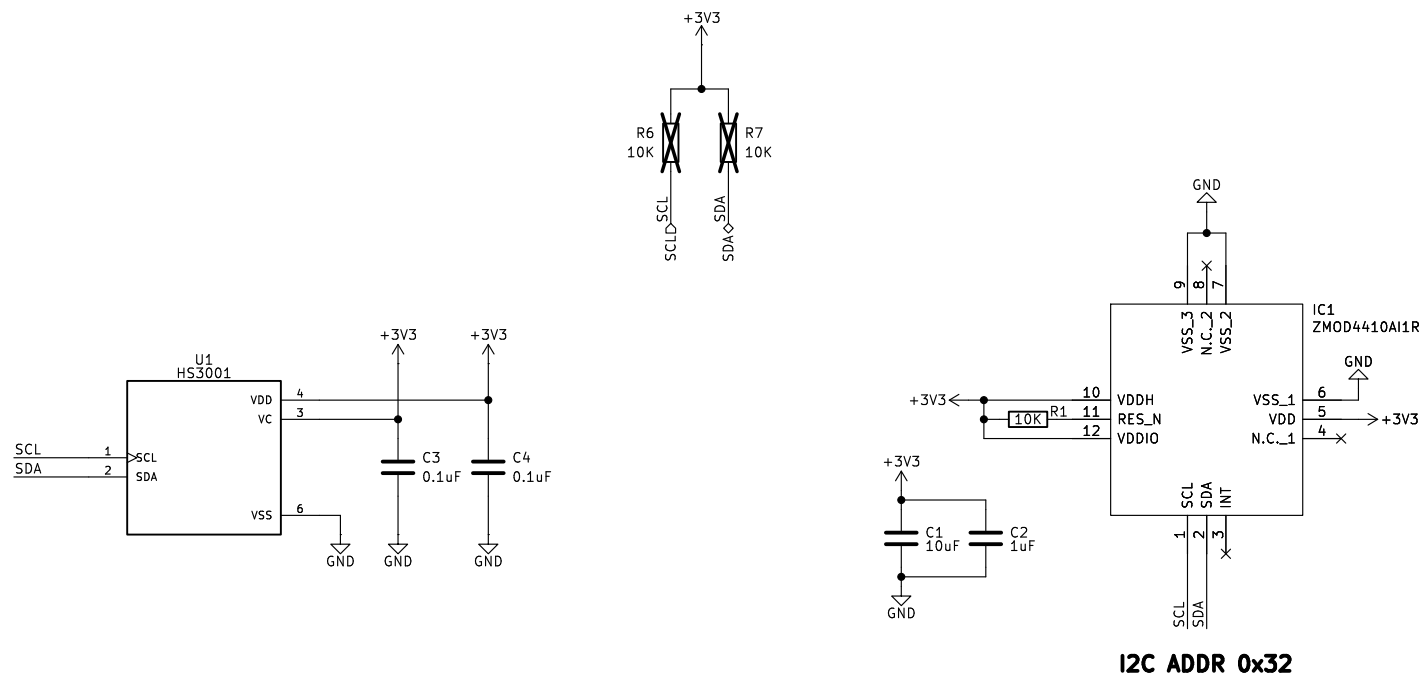 +3V3
R6
10K
R7
10K
SCL
SDA
SCL
SDA
GND
9
8
7
VSS_3
N.C._2
VSS_2
IC1
ZMOD4410AI1R
+3V3
+3V3
U1
HS3001
VDD
4
VC
3
SCL
1
SCL
SDA
2
SDA
VSS
6
C3
0.1uF
C4
0.1uF
GND
GND
GND
+3V3
10K
R1
10
VDDH
11
RES_N
12
VDDIO
GND
VSS_1
6
VDD
5
+3V3
N.C._1
4
+3V3
C1
10uF
C2
1uF
GND
SCL
SDA
INT
1
2
3
SCL
SDA
I2C ADDR 0x32